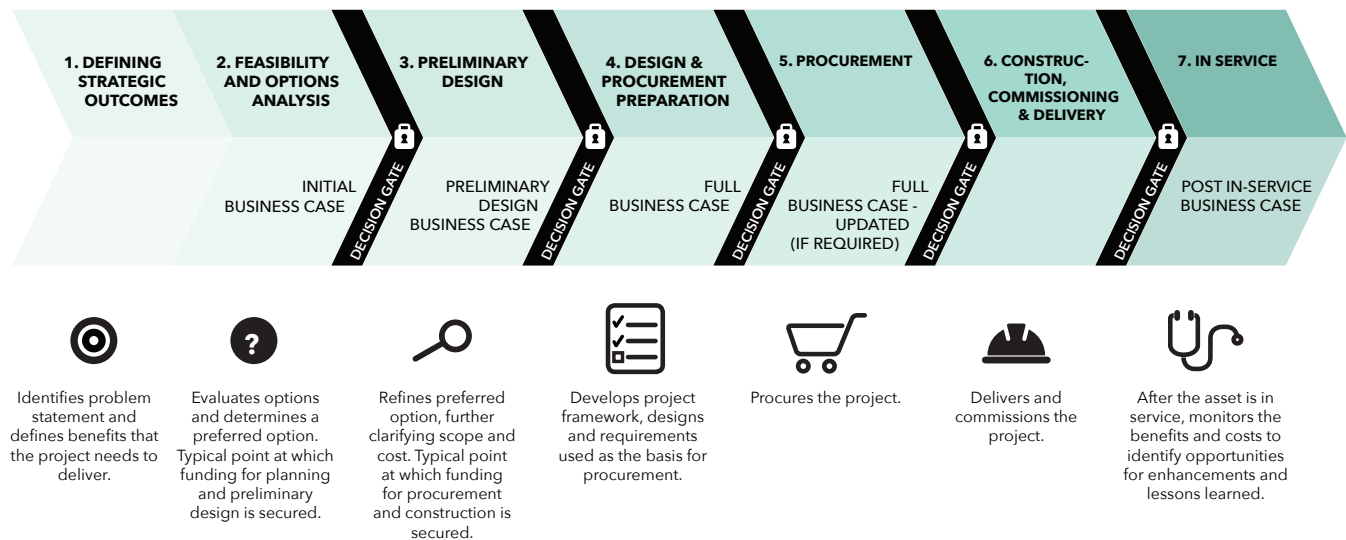 1. DEFINING
STRATEGIC
OUTCOMES
2. FEASIBILITY
AND OPTIONS
ANALYSIS
3. PRELIMINARY
DESIGN
4. DESIGN &
PROCUREMENT
PREPARATION
5. PROCUREMENT
6. CONSTRUC-
TION,
COMMISSIONING
& DELIVERY
7. IN SERVICE
INITIAL
BUSINESS CASE
DECISION GATE
PRELIMINARY
DESIGN
BUSINESS CASE
DECISION GATE
FULL
BUSINESS CASE
DECISION GATE
FULL
BUSINESS CASE -
UPDATED
(IF REQUIRED)
DECISION GATE
DECISION GATE
POST IN-SERVICE
BUSINESS CASE
?
Identifies problem
statement and
defines benefits that
the project needs to
deliver.
Evaluates options
and determines a
preferred option.
Typical point at which
funding for planning
and preliminary
design is secured.
Refines preferred
option, further
clarifying scope and
cost. Typical point
at which funding
for procurement
and construction is
secured.
Develops project
framework, designs
and requirements
used as the basis for
procurement.
Procures the project.
Delivers and
commissions the
project.
After the asset is in
service, monitors the
benefits and costs to
identify opportunities
for enhancements and
lessons learned.